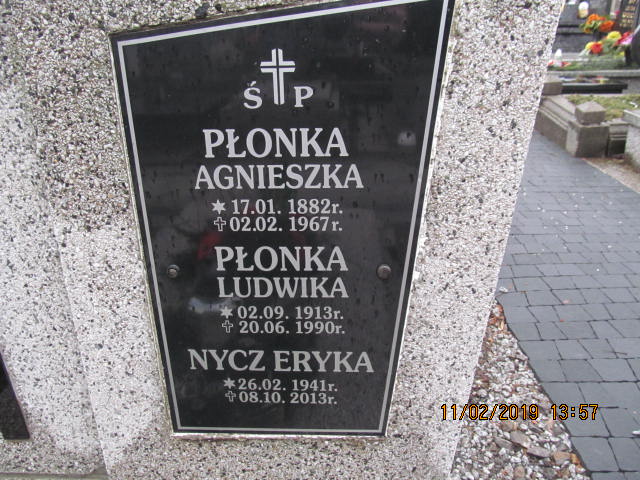 Ś P
PŁONKA
AGNIESZKA
* 17.01. 1882r.
✝ 02.02. 1967r.
PŁONKA
LUDWIKA
* 02.09. 1913r.
✝ 20.06. 1990r.
NYCZ ERYKA
* 26.02. 1941r.
✝ 08.10. 2013r.
11/02/2019 13:57